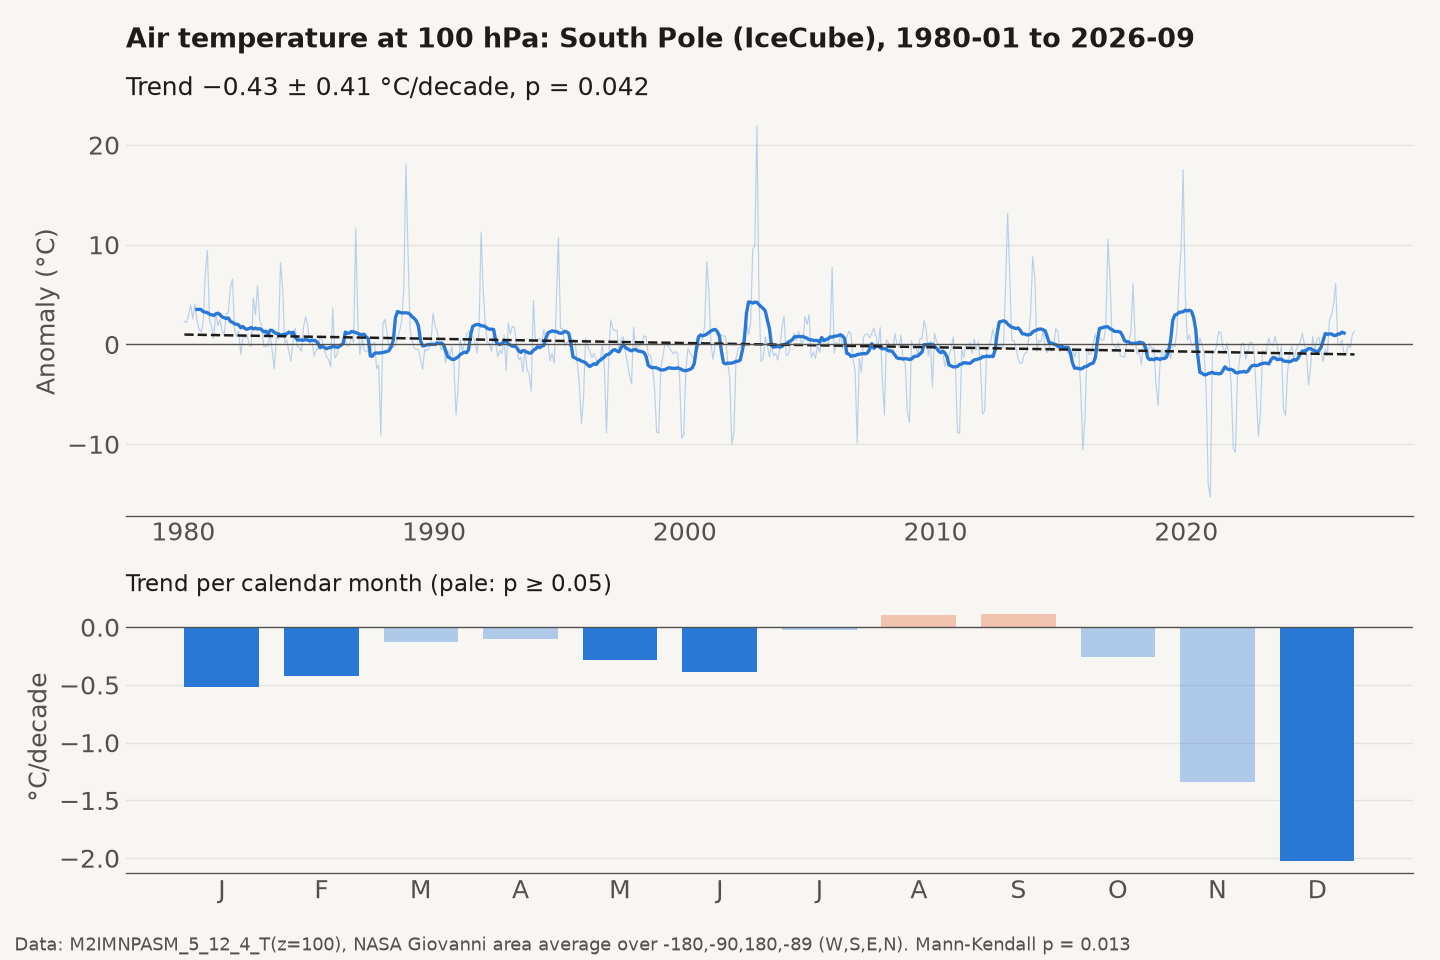 Air temperature at 100 hPa: South Pole (IceCube), 1980-01 to 2026-09
Trend −0.43 ± 0.41 °C/decade, p = 0.042
Anomaly (°C)
20
10
0
−10
1980 1990 2000 2010 2020
Trend per calendar month (pale: p ≥ 0.05)
°C/decade
0.0
−0.5
−1.0
−1.5
−2.0
J F M A M J J A S O N D
Data: M2IMNPASM_5_12_4_T(z=100), NASA Giovanni area average over -180,-90,180,-89 (W,S,E,N). Mann-Kendall p = 0.013